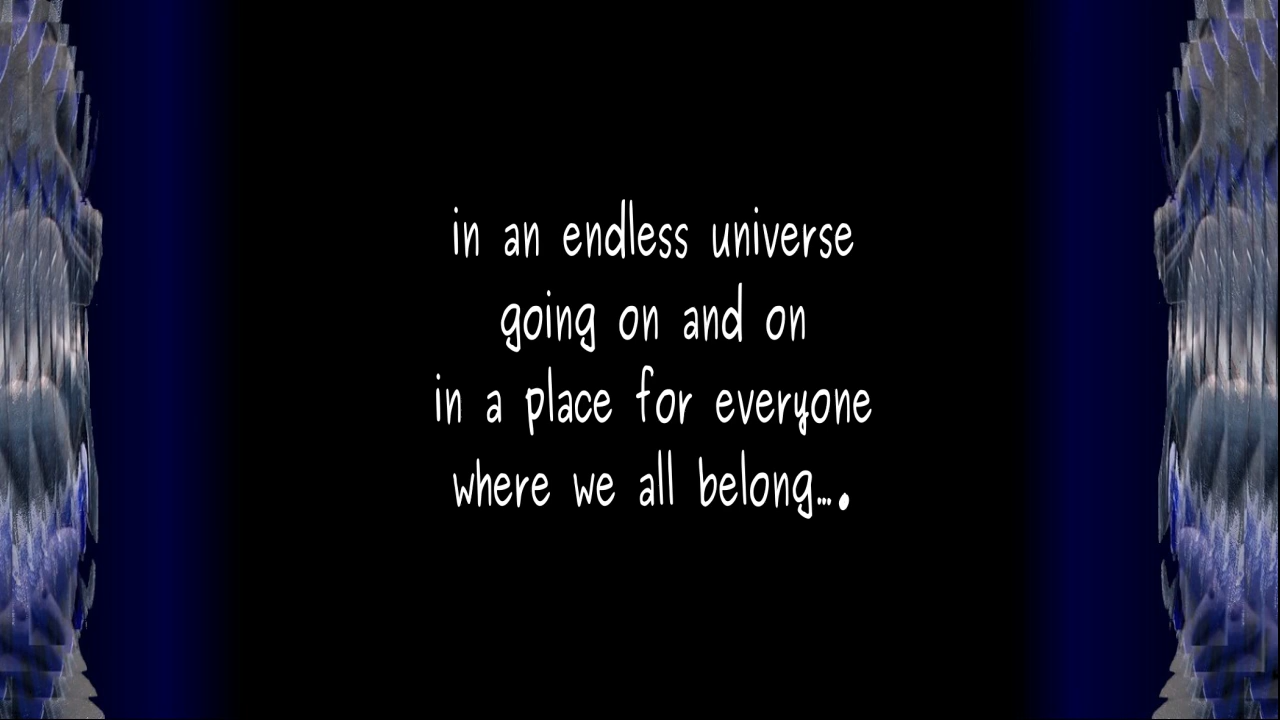 in an endless universe
going on and on
in a place for everyone
where we all belong….